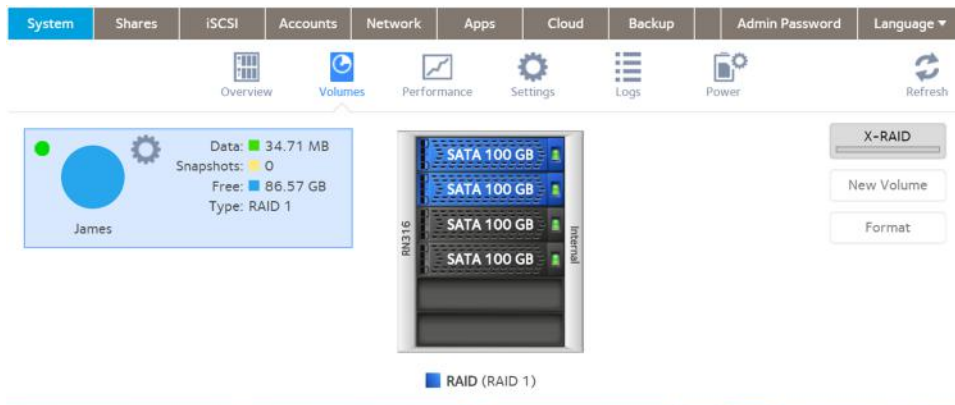 System Shares iSCSI Accounts Network Apps Cloud Backup Admin Password Language
Overview Volumes Performance Settings Logs Power Refresh
Data: 34.71 MB
Snapshots: 0
Free: 86.57 GB
Type: RAID 1
James
SATA 100 GB
SATA 100 GB
SATA 100 GB
SATA 100 GB
RN316
Internal
RAID (RAID 1)
X-RAID
New Volume
Format